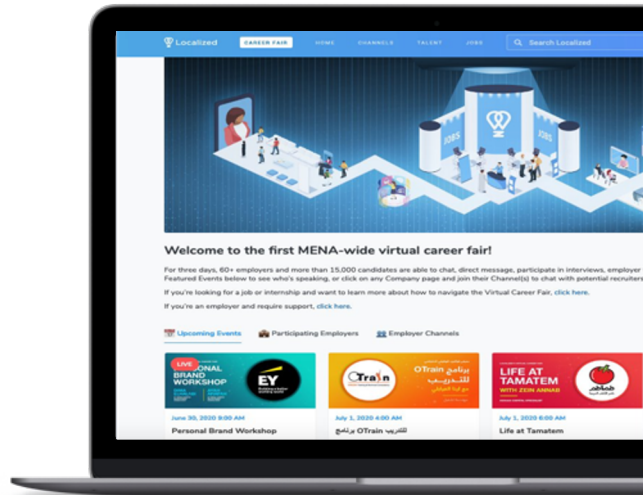 Localized
CAREER FAIR
HOME
CHANNELS
TALENT
JOBS
Search Localized
JOBS
JOBS
Welcome to the first MENA-wide virtual career fair!
For three days, 60+ employers and more than 15,000 candidates are able to chat, direct message, participate in interviews, employer
Featured Events below to see who's speaking, or click on any Company page and join their Channel(s) to chat with potential recruiters
If you're looking for a job or internship and want to learn more about how to navigate the Virtual Career Fair, click here.
If you're an employer and require support, click here.
Upcoming Events
Participating Employers
Employer Channels
LIVE
ONAL
BRAND
WORKSHOP
EY
June 30, 2020 9:00 AM
Personal Brand Workshop
OTrain
برنامج OTrain
للتدريب
July 1, 2020 4:00 AM
للتدريب OTrain برنامج
LIFE AT
TAMATEM
WITH ZEIN ANNAB
طماطم
July 1, 2020 6:00 AM
Life at Tamatem